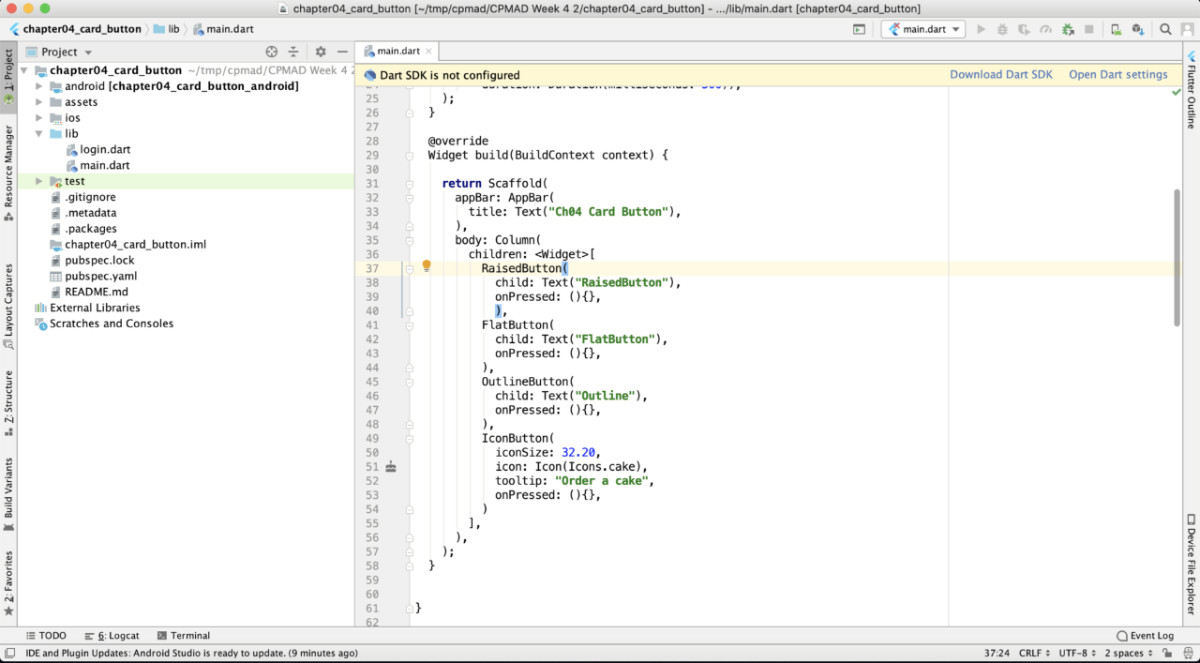 chapter04_card_button [~/tmp/cpmad/CPMAD Week 4 2/chapter04_card_button] - .../lib/main.dart [chapter04_card_button]
chapter04_card_button lib main.dart
main.dart
Project
main.dart
1: Project
Resource Manager
Layout Captures
Z: Structure
Build Variants
2: Favorites
chapter04_card_button ~/tmp/cpmad/CPMAD Week 4 2
android [chapter04_card_button_android]
assets
ios
lib
login.dart
main.dart
test
.gitignore
.metadata
.packages
chapter04_card_button.iml
pubspec.lock
pubspec.yaml
README.md
External Libraries
Scratches and Consoles
Dart SDK is not configured
Download Dart SDK Open Dart settings
25 );
26 }
27
28 @override
29 Widget build(BuildContext context) {
30
31 return Scaffold(
32 appBar: AppBar(
33 title: Text("Ch04 Card Button"),
34 ),
35 body: Column(
36 children: <Widget>[
37 RaisedButton(
38 child: Text("RaisedButton"),
39 onPressed: (){},
40 ),
41 FlatButton(
42 child: Text("FlatButton"),
43 onPressed: (){},
44 ),
45 OutlineButton(
46 child: Text("Outline"),
47 onPressed: (){},
48 ),
49 IconButton(
50 iconSize: 32.20,
51 icon: Icon(Icons.cake),
52 tooltip: "Order a cake",
53 onPressed: (){},
54 )
55 ],
56 ),
57 );
58 }
59
60
61 }
62
Flutter Outline
Device File Explorer
TODO 6: Logcat Terminal
Event Log
IDE and Plugin Updates: Android Studio is ready to update. (9 minutes ago)
37:24 CRLF UTF-8 2 spaces